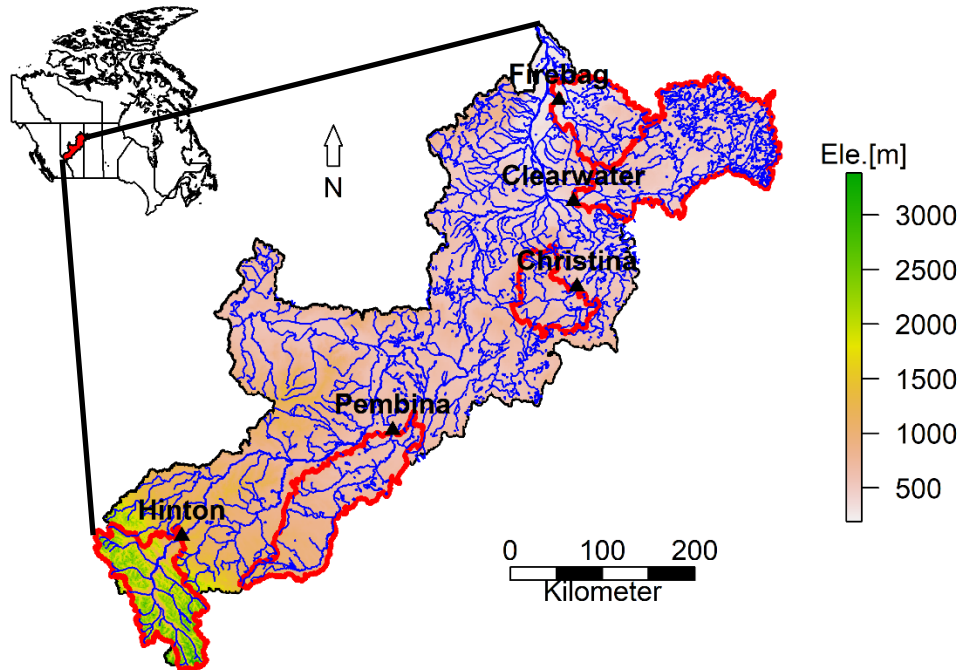 Firebag
Clearwater
Ele.[m]
N
3000
Christina
2500
2000
1500
Pembina
1000
500
Hinton
0 100 200
Kilometer